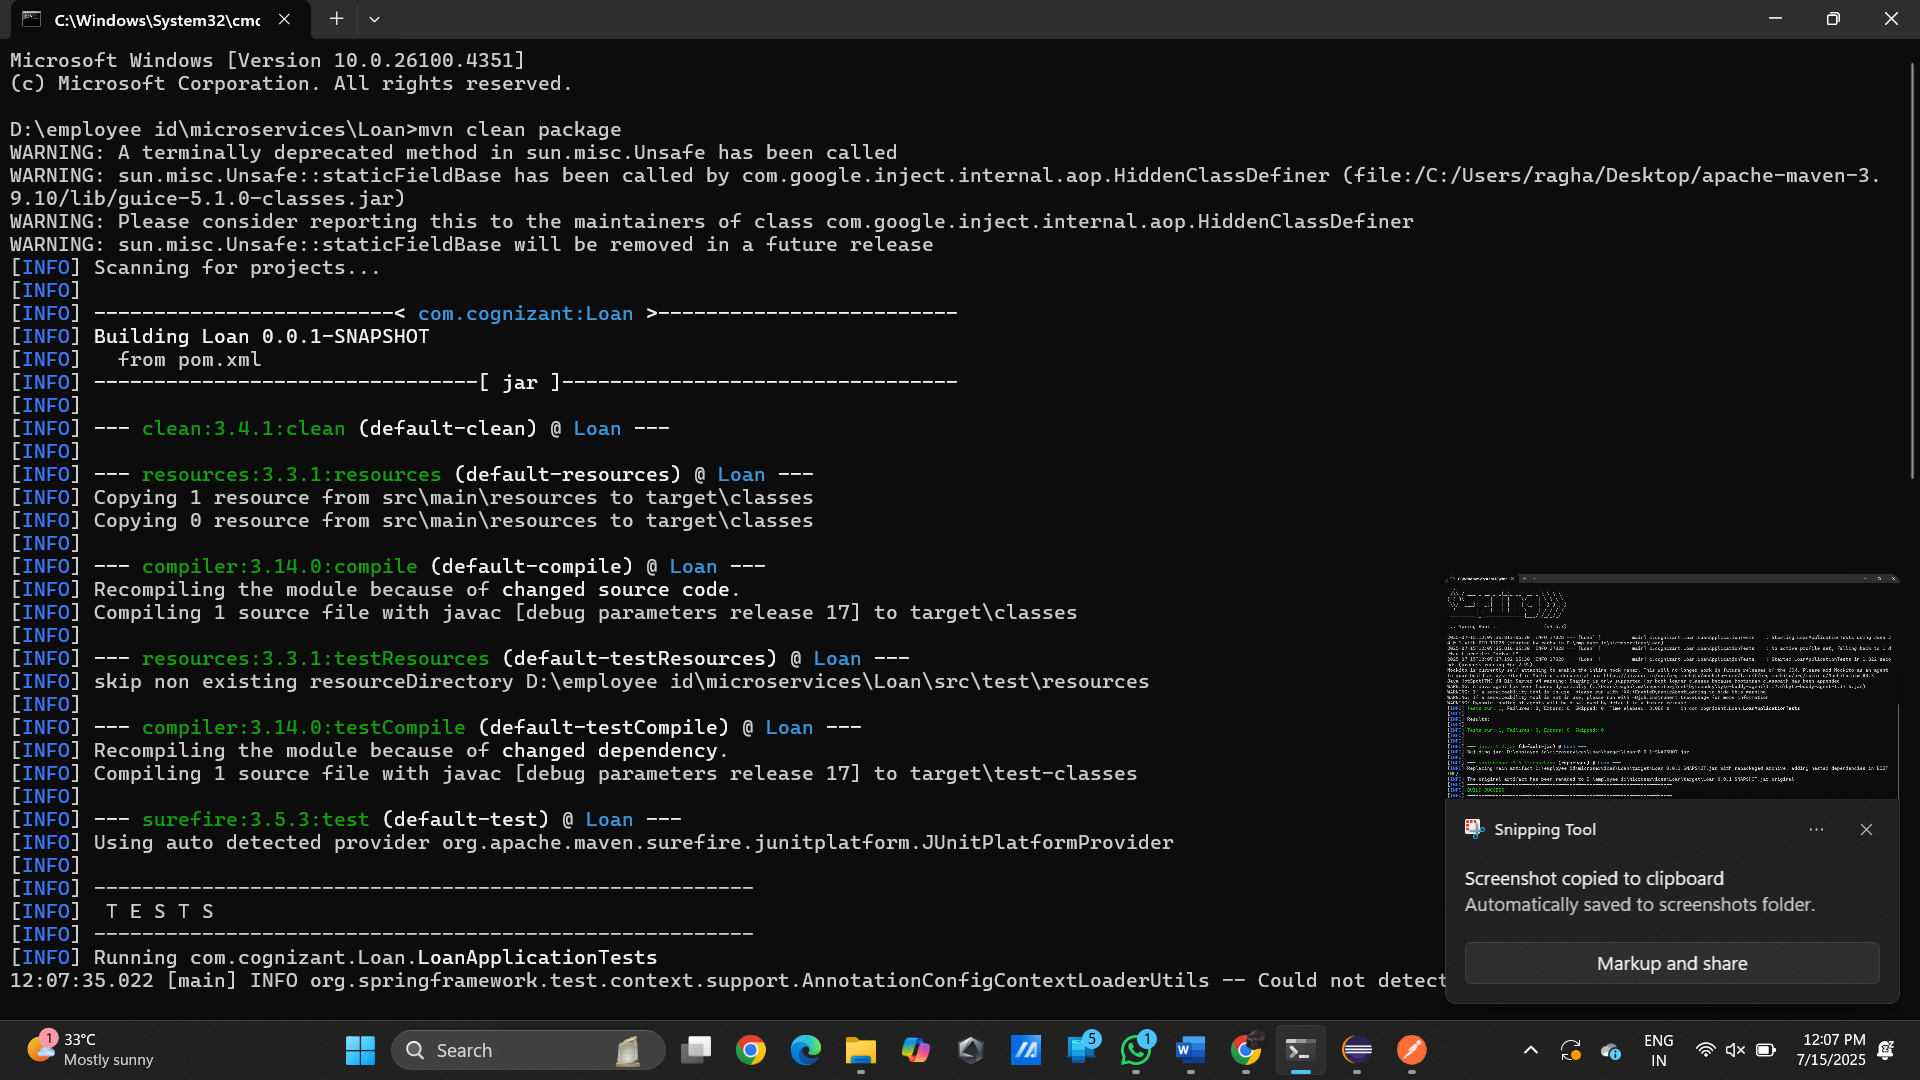 C:\Windows\System32\cmc
Microsoft Windows [Version 10.0.26100.4351]
(c) Microsoft Corporation. All rights reserved.
D:\employee id\microservices\Loan>mvn clean package
WARNING: A terminally deprecated method in sun.misc.Unsafe has been called
WARNING: sun.misc.Unsafe::staticFieldBase has been called by com.google.inject.internal.aop.HiddenClassDefiner (file:/C:/Users/ragha/Desktop/apache-maven-3.
9.10/lib/guice-5.1.0-classes.jar)
WARNING: Please consider reporting this to the maintainers of class com.google.inject.internal.aop.HiddenClassDefiner
WARNING: sun.misc.Unsafe::staticFieldBase will be removed in a future release
[INFO] Scanning for projects...
[INFO]
[INFO] -------------------------< com.cognizant:Loan >-------------------------
[INFO] Building Loan 0.0.1-SNAPSHOT
[INFO]   from pom.xml
[INFO] --------------------------------[ jar ]---------------------------------
[INFO]
[INFO] --- clean:3.4.1:clean (default-clean) @ Loan ---
[INFO]
[INFO] --- resources:3.3.1:resources (default-resources) @ Loan ---
[INFO] Copying 1 resource from src\main\resources to target\classes
[INFO] Copying 0 resource from src\main\resources to target\classes
[INFO]
[INFO] --- compiler:3.14.0:compile (default-compile) @ Loan ---
[INFO] Recompiling the module because of changed source code.
[INFO] Compiling 1 source file with javac [debug parameters release 17] to target\classes
[INFO]
[INFO] --- resources:3.3.1:testResources (default-testResources) @ Loan ---
[INFO] skip non existing resourceDirectory D:\employee id\microservices\Loan\src\test\resources
[INFO]
[INFO] --- compiler:3.14.0:testCompile (default-testCompile) @ Loan ---
[INFO] Recompiling the module because of changed dependency.
[INFO] Compiling 1 source file with javac [debug parameters release 17] to target\test-classes
[INFO]
[INFO] --- surefire:3.5.3:test (default-test) @ Loan ---
[INFO] Using auto detected provider org.apache.maven.surefire.junitplatform.JUnitPlatformProvider
[INFO]
[INFO] -------------------------------------------------------
[INFO]  T E S T S
[INFO] -------------------------------------------------------
[INFO] Running com.cognizant.Loan.LoanApplicationTests
12:07:35.022 [main] INFO org.springframework.test.context.support.AnnotationConfigContextLoaderUtils -- Could not detect
Snipping Tool
Screenshot copied to clipboard
Automatically saved to screenshots folder.
Markup and share
1
33°C
Mostly sunny
Search
5
1
ENG
IN
12:07 PM
7/15/2025